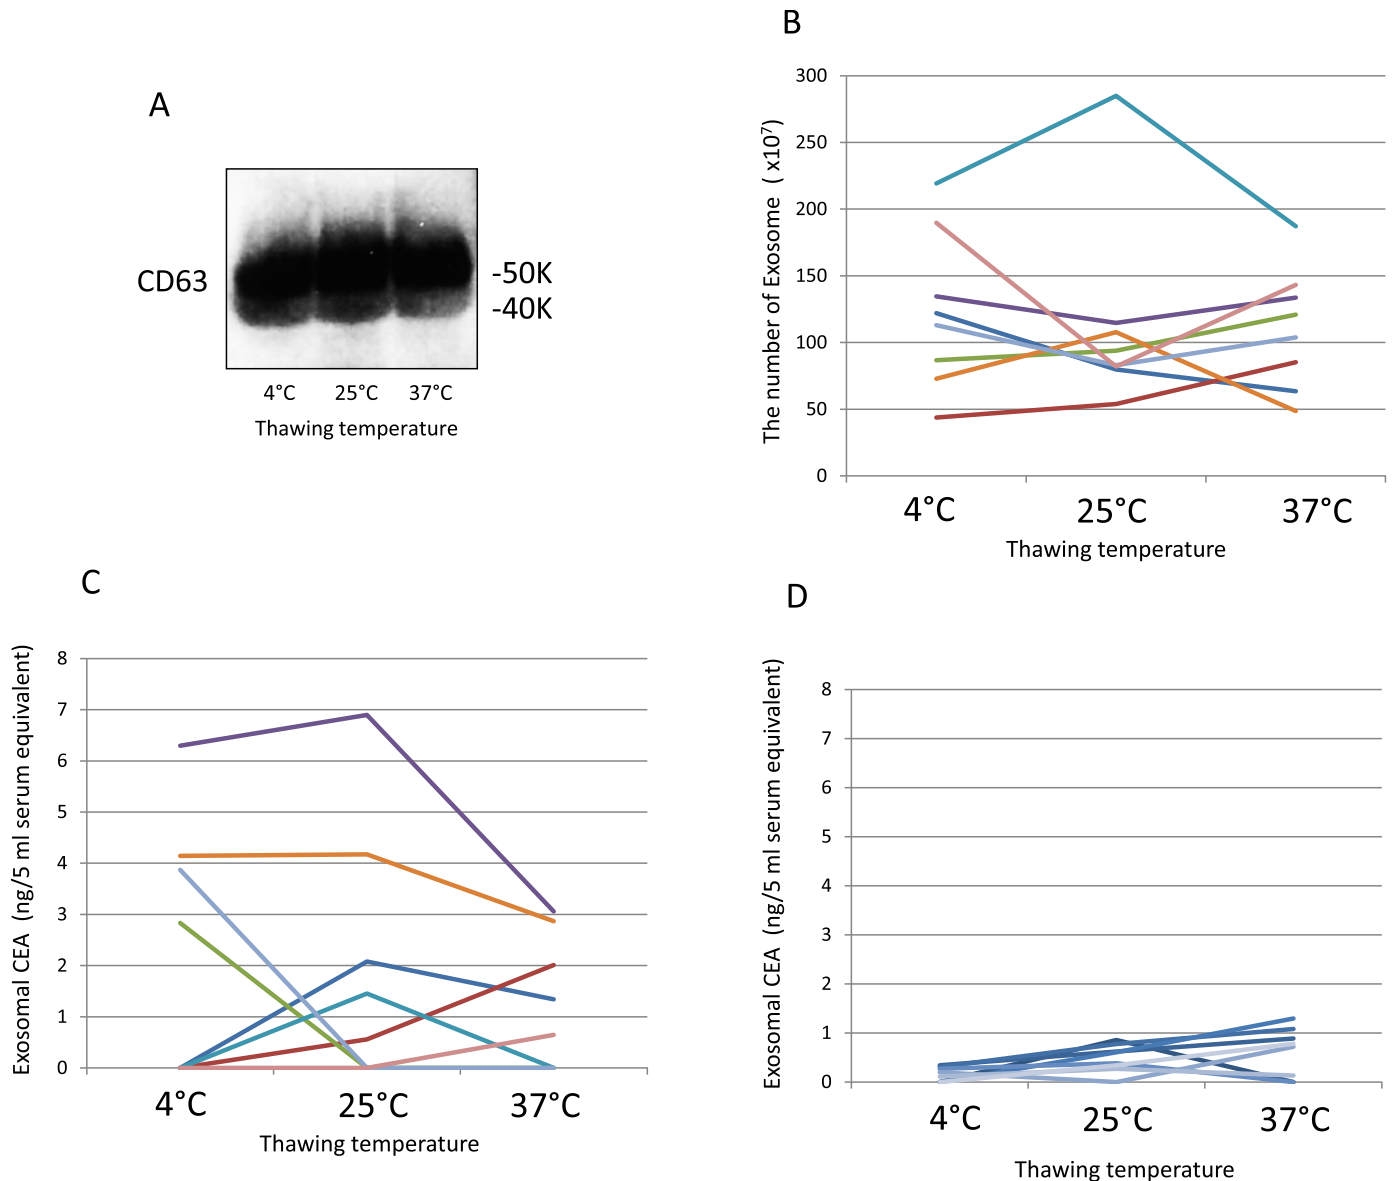 A
CD63
-50K
-40K
4°C 25°C 37°C
Thawing temperature
B
The number of Exosome ( x10⁷)
300
250
200
150
100
50
0
4°C 25°C 37°C
Thawing temperature
C
Exosomal CEA (ng/5 ml serum equivalent)
8
7
6
5
4
3
2
1
0
4°C 25°C 37°C
Thawing temperature
D
Exosomal CEA (ng/5 ml serum equivalent)
8
7
6
5
4
3
2
1
0
4°C 25°C 37°C
Thawing temperature